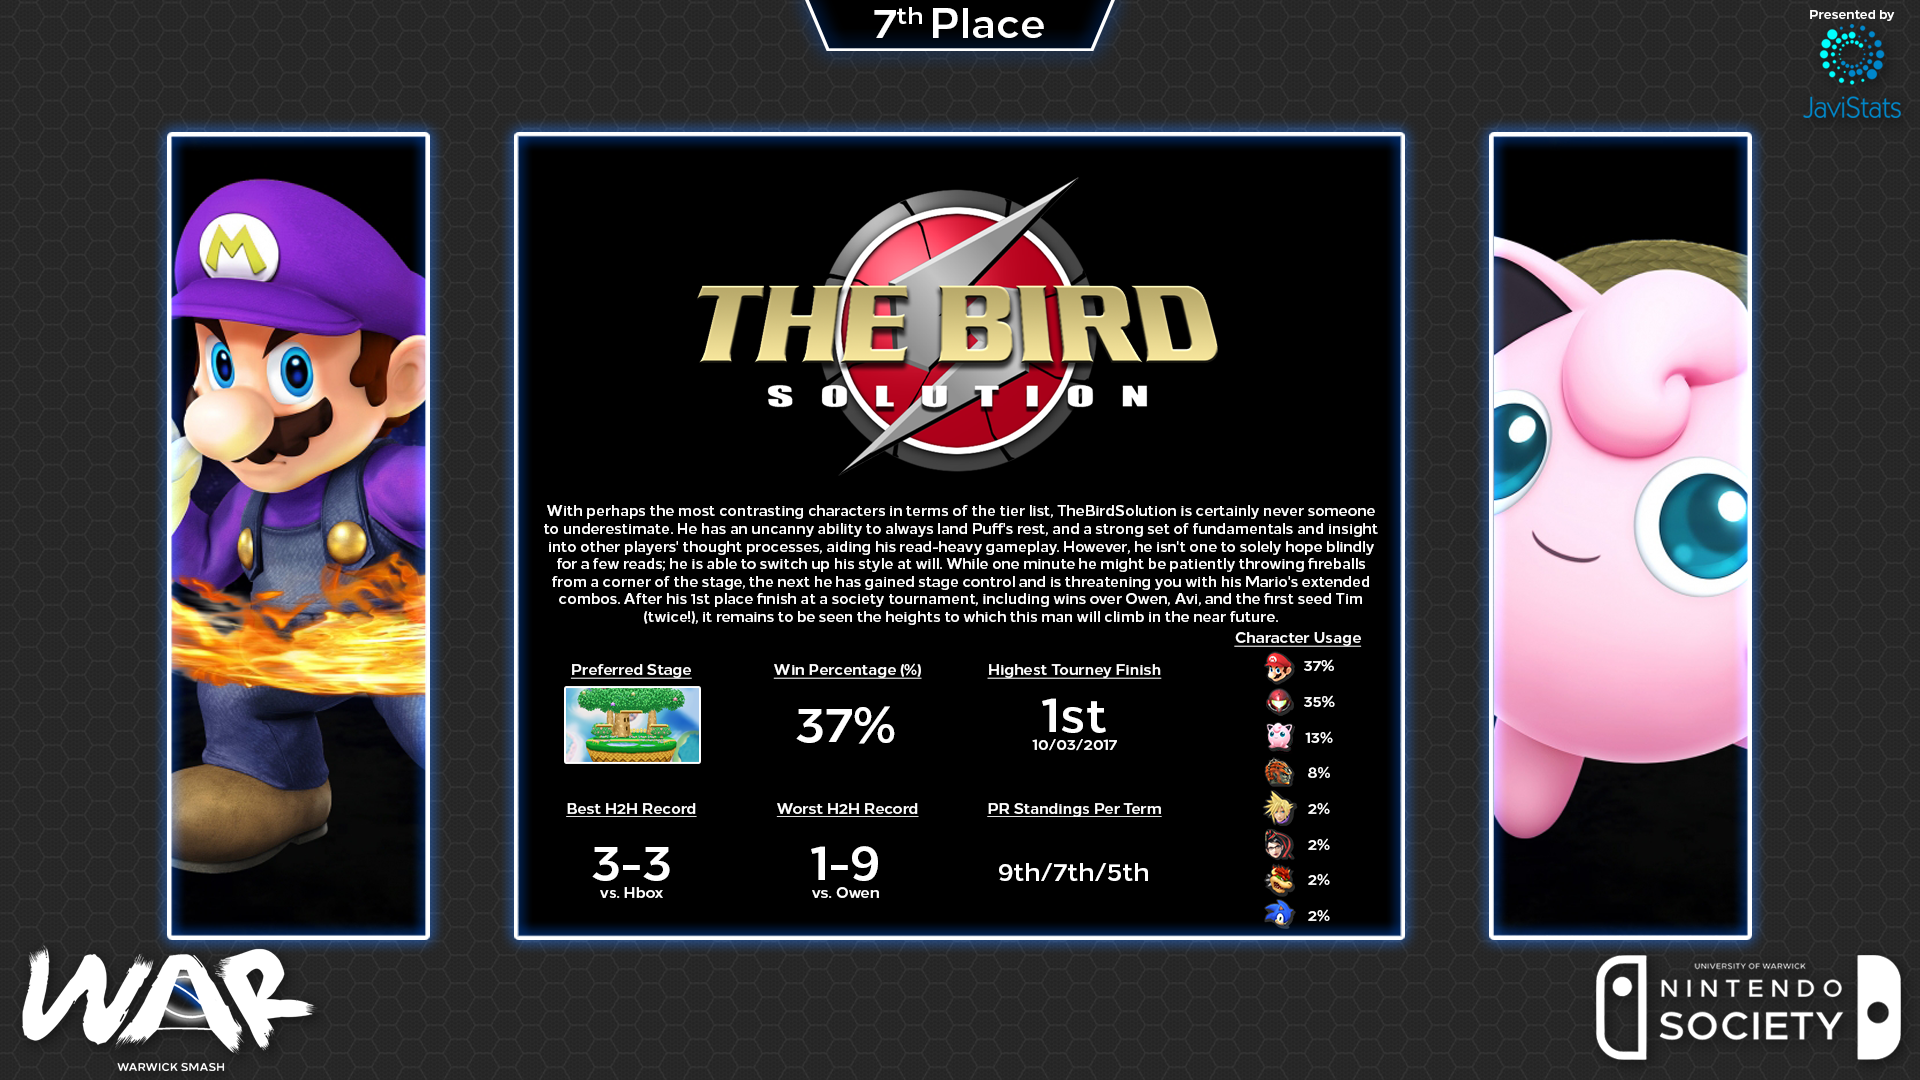 7th Place
Presented by
JaviStats
M
THE BIRD
SOLUTION
With perhaps the most contrasting characters in terms of the tier list, TheBirdSolution is certainly never someone
to underestimate. He has an uncanny ability to always land Puff's rest, and a strong set of fundamentals and insight
into other players' thought processes, aiding his read-heavy gameplay. However, he isn't one to solely hope blindly
for a few reads; he is able to switch up his style at will. While one minute he might be patiently throwing fireballs
from a corner of the stage, the next he has gained stage control and is threatening you with his Mario's extended
combos. After his 1st place finish at a society tournament, including wins over Owen, Avi, and the first seed Tim
(twice!), it remains to be seen the heights to which this man will climb in the near future.
Preferred Stage
Win Percentage (%)
37%
Highest Tourney Finish
1st
10/03/2017
Best H2H Record
3-3
vs. Hbox
Worst H2H Record
1-9
vs. Owen
PR Standings Per Term
9th/7th/5th
Character Usage
37%
35%
13%
8%
2%
2%
2%
2%
WAR
WARWICK SMASH
UNIVERSITY OF WARWICK
NINTENDO
SOCIETY